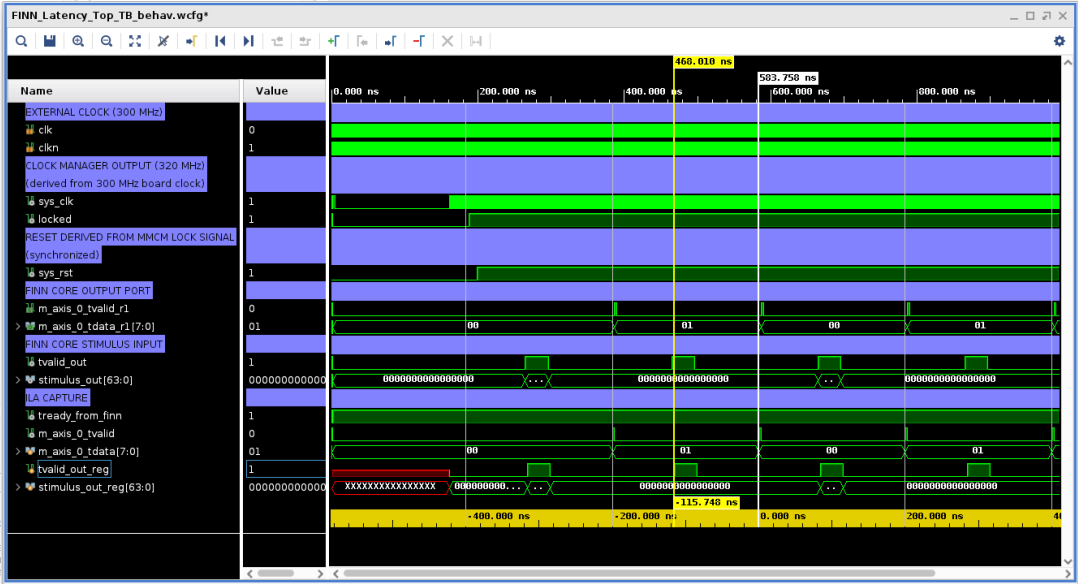 FINN_Latency_Top_TB_behav.wcfg*
468.010 ns
583.758 ns
Name Value 0.000 ns 200.000 ns 400.000 ns 600.000 ns 800.000 ns
EXTERNAL CLOCK (300 MHz)
clk 0
clkn 1
CLOCK MANAGER OUTPUT (320 MHz)
(derived from 300 MHz board clock)
sys_clk 1
locked 1
RESET DERIVED FROM MMCM LOCK SIGNAL
(synchronized)
sys_rst 1
FINN CORE OUTPUT PORT
m_axis_0_tvalid_r1 0
m_axis_0_tdata_r1[7:0] 01 00 01 00 01
FINN CORE STIMULUS INPUT
tvalid_out 1
stimulus_out[63:0] 000000000000 0000000000000000 ... 0000000000000000 .. 0000000000000000
ILA CAPTURE
tready_from_finn 1
m_axis_0_tvalid 0
m_axis_0_tdata[7:0] 01 00 01 00 01
tvalid_out_reg 1
stimulus_out_reg[63:0] 000000000000 XXXXXXXXXXXXXXXX 000000000... .. 0000000000000000 .. 0000000000000000
-115.748 ns
-400.000 ns -200.000 ns 0.000 ns 200.000 ns